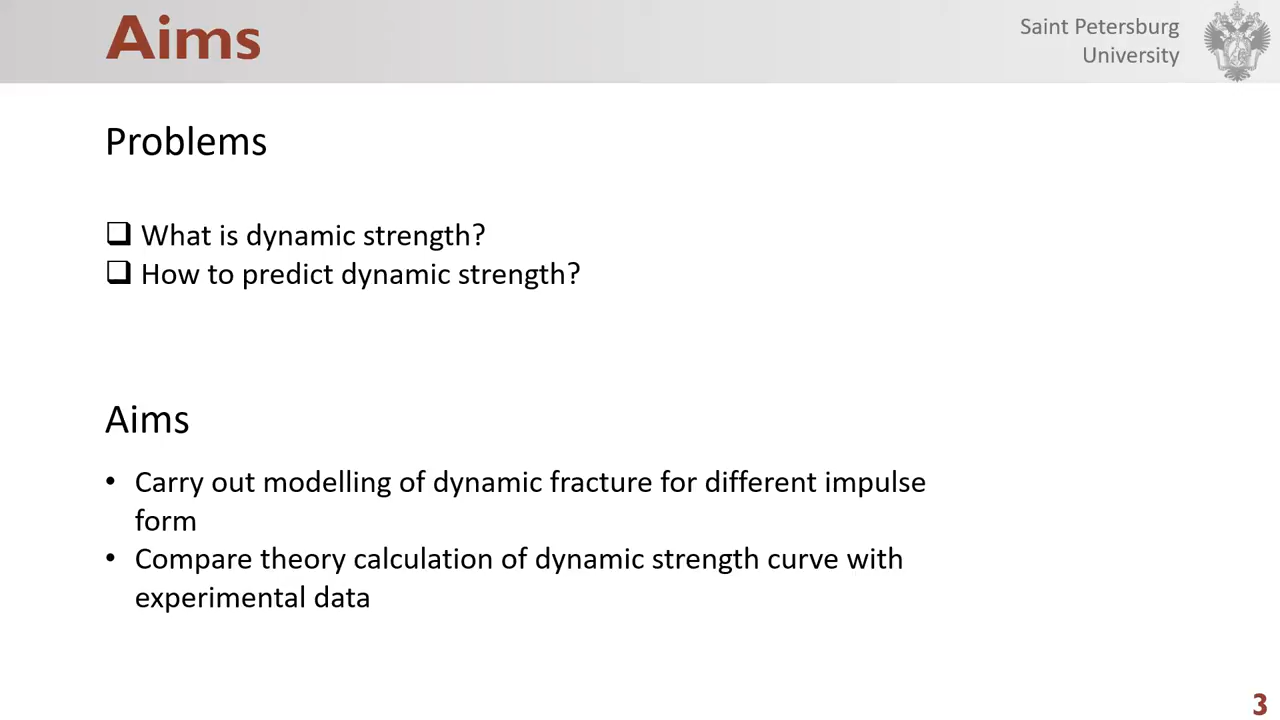 Aims
Saint Petersburg
University
Problems
❑ What is dynamic strength?
❑ How to predict dynamic strength?
Aims
• Carry out modelling of dynamic fracture for different impulse
form
• Compare theory calculation of dynamic strength curve with
experimental data
3